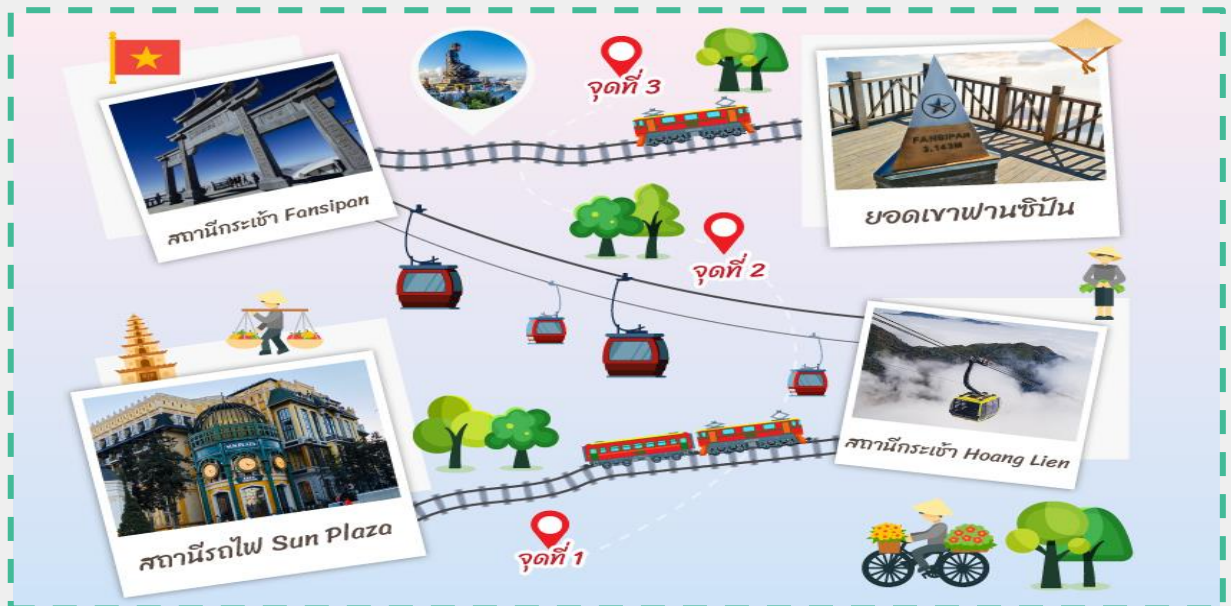 จุดที่ 3
FANSIPAN
3.143M
สถานีกระเช้า Fansipan
ยอดเขาฟานซิปัน
จุดที่ 2
สถานีกระเช้า Hoang Lien
สถานีรถไฟ Sun Plaza
จุดที่ 1